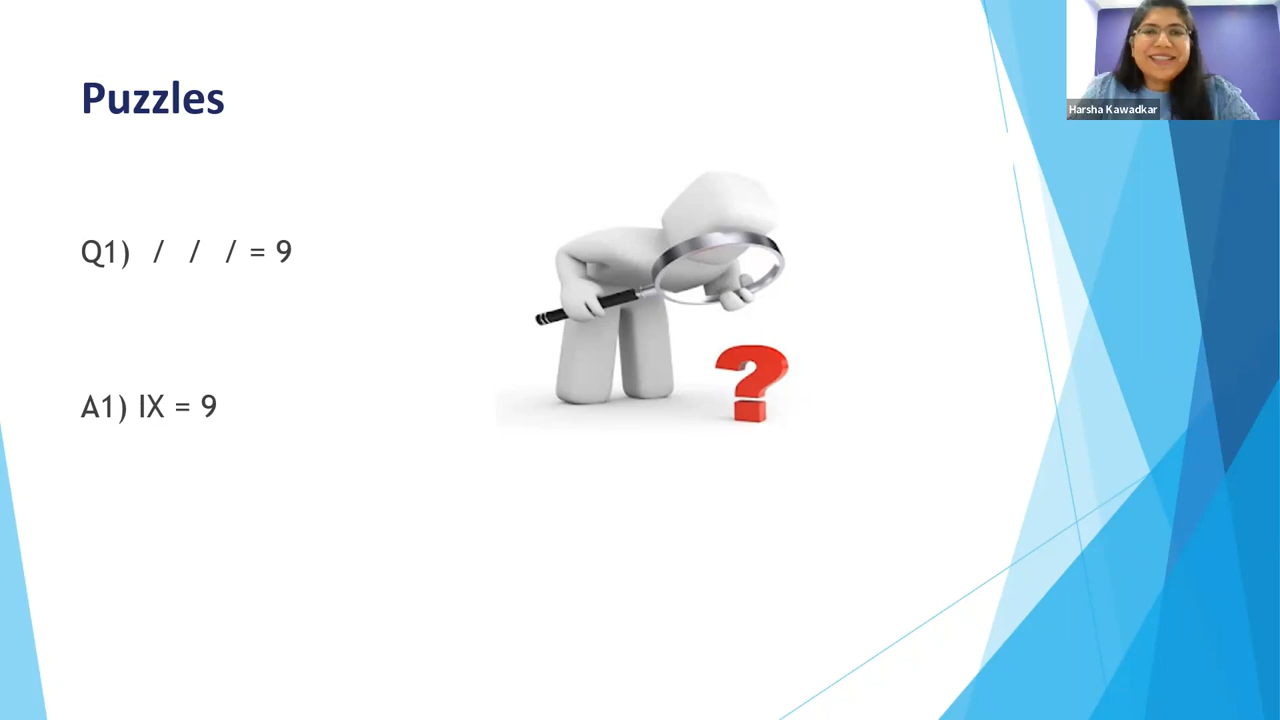 Puzzles
Harsha Kawadkar
Q1) / / / = 9
A1) IX = 9